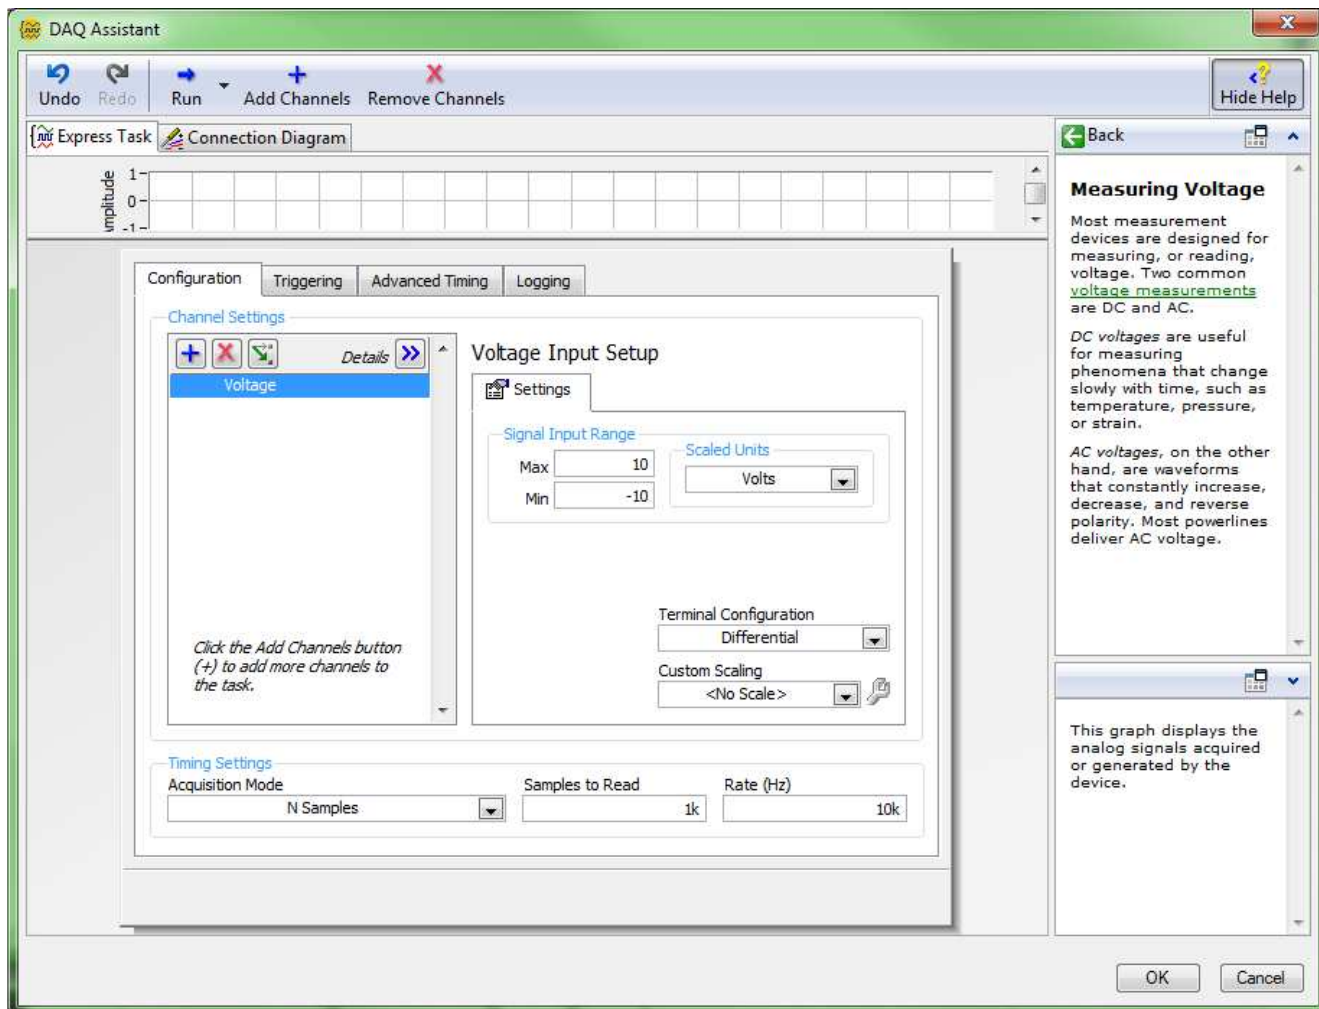 DAQ Assistant
Undo Redo Run Add Channels Remove Channels Hide Help
Express Task Connection Diagram
1
0
-1
mplitude
Configuration Triggering Advanced Timing Logging
Channel Settings
Details
Voltage
Click the Add Channels button
(+) to add more channels to
the task.
Voltage Input Setup
Settings
Signal Input Range
Max 10
Min -10
Scaled Units
Volts
Terminal Configuration
Differential
Custom Scaling
<No Scale>
Timing Settings
Acquisition Mode Samples to Read Rate (Hz)
N Samples 1k 10k
Back
Measuring Voltage
Most measurement
devices are designed for
measuring, or reading,
voltage. Two common
voltage measurements
are DC and AC.
DC voltages are useful
for measuring
phenomena that change
slowly with time, such as
temperature, pressure,
or strain.
AC voltages, on the other
hand, are waveforms
that constantly increase,
decrease, and reverse
polarity. Most powerlines
deliver AC voltage.
This graph displays the
analog signals acquired
or generated by the
device.
OK Cancel